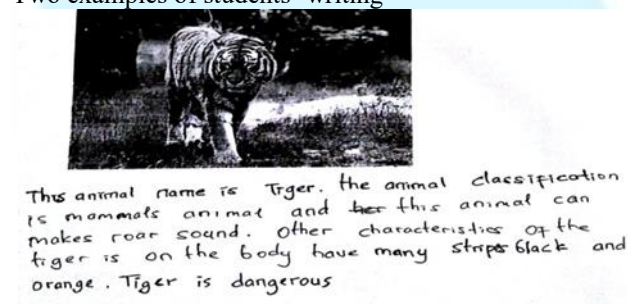 Two examples of students' writing
This animal name is Tiger. the animal classification
is mammals animal and her this animal can
makes roar sound. Other characteristics of the
tiger is on the body have many strips black and
orange. Tiger is dangerous